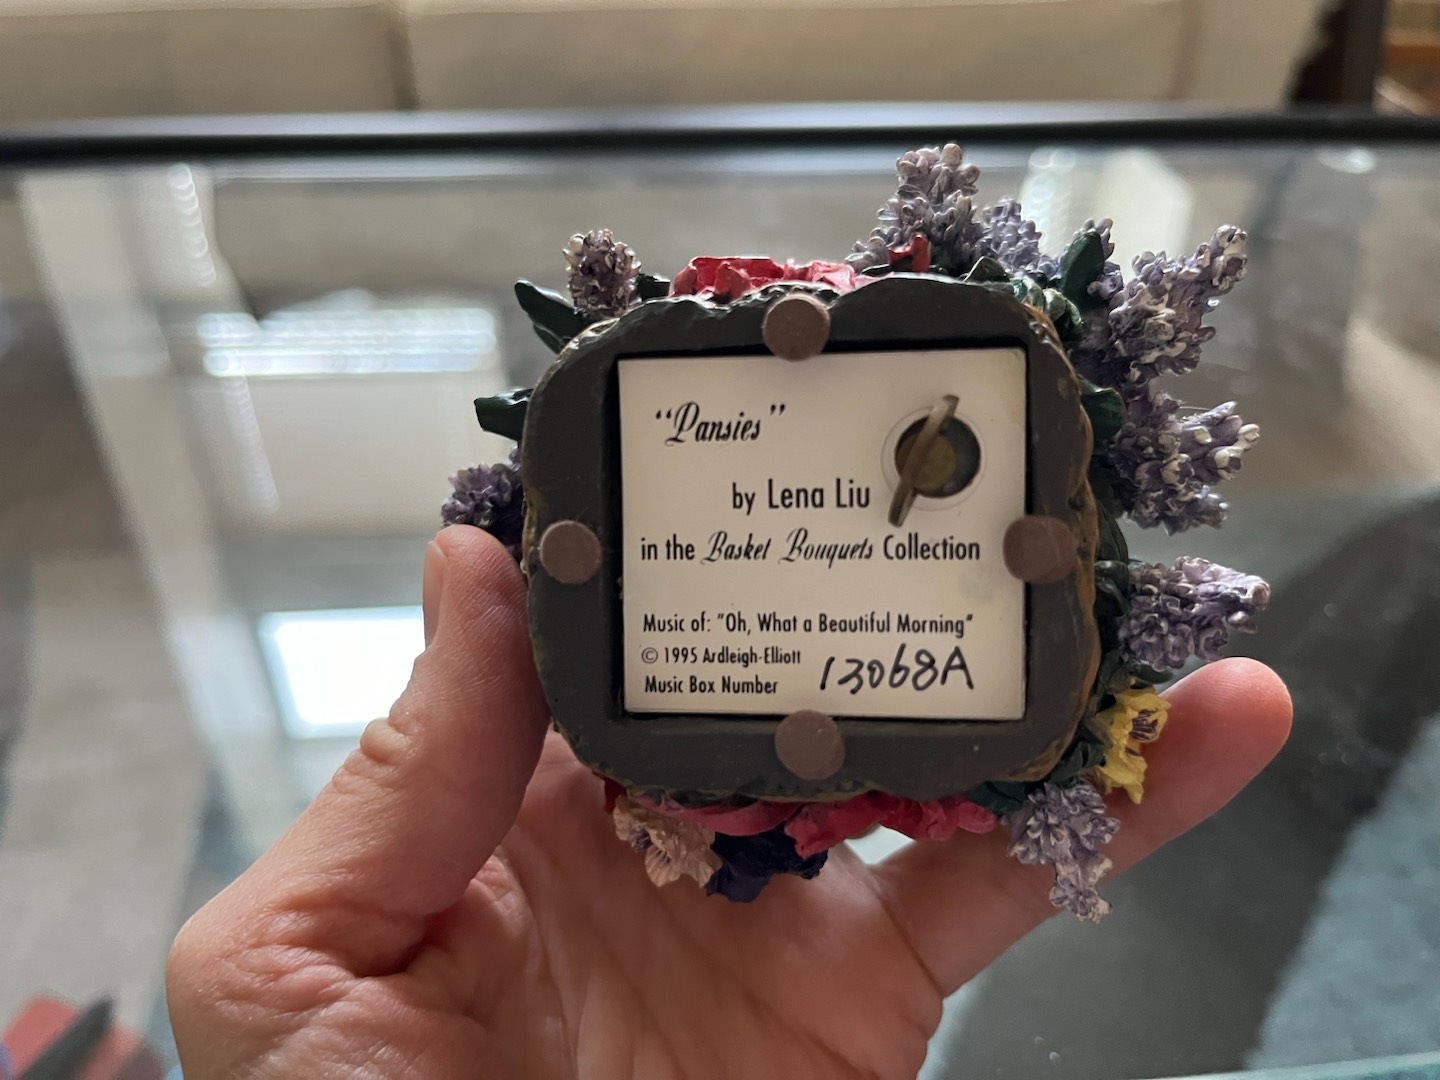 “Pansies”
by Lena Liu
in the Basket Bouquets Collection
Music of: "Oh, What a Beautiful Morning"
© 1995 Ardleigh-Elliott
Music Box Number 13068A